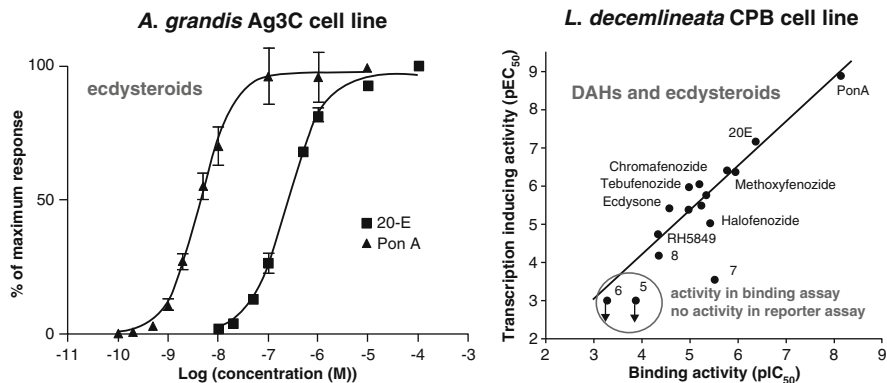 A. grandis Ag3C cell line
% of maximum response
100
50
0
ecdysteroids
20-E
Pon A
-11 -10 -9 -8 -7 -6 -5 -4 -3
Log (concentration (M))
L. decemlineata CPB cell line
Transcription inducing activity (pEC50)
9
8
7
6
5
4
3
2
DAHs and ecdysteroids
PonA
20E
Chromafenozide
Tebufenozide
Methoxyfenozide
Ecdysone
Halofenozide
RH5849
8
7
6 5
activity in binding assay
no activity in reporter assay
2 3 4 5 6 7 8 9
Binding activity (pIC50)